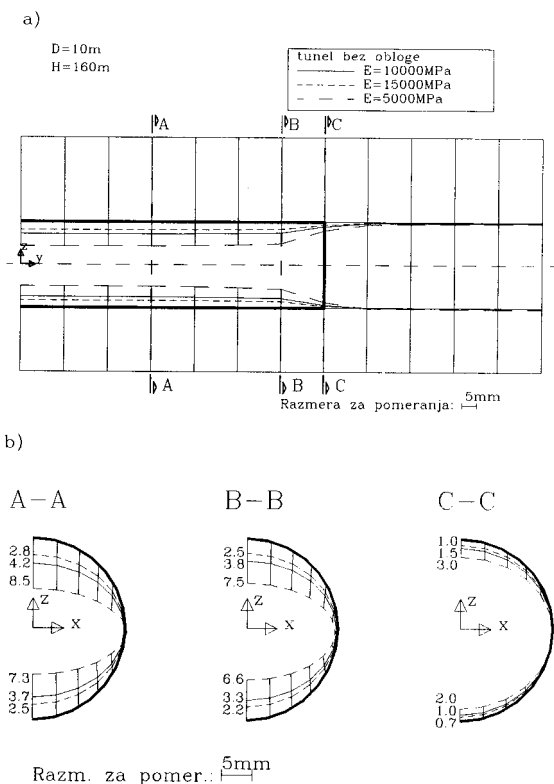 a)
D=10m
H=160m
tunel bez obloge
E=10000MPa
E=15000MPa
E=5000MPa
A B C
z
y
A B C
Razmera za pomeranja: 5mm
b)
A-A B-B C-C
2.8
4.2
8.5
z
x
7.3
3.7
2.5
2.5
3.8
7.5
z
x
6.6
3.3
2.2
1.0
1.5
3.0
z
x
2.0
1.0
0.7
Razm. za pomer.: 5mm